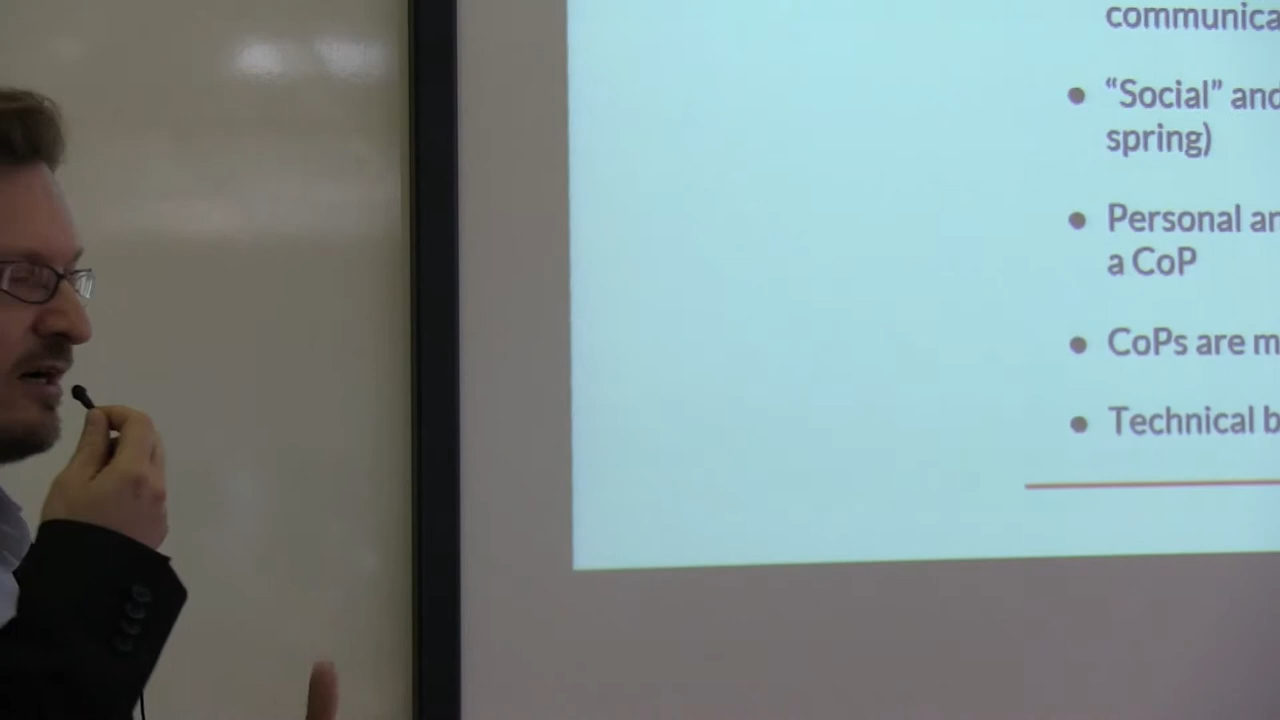 communica
“Social” and
spring)
Personal ar
a CoP
CoPs are m
Technical b